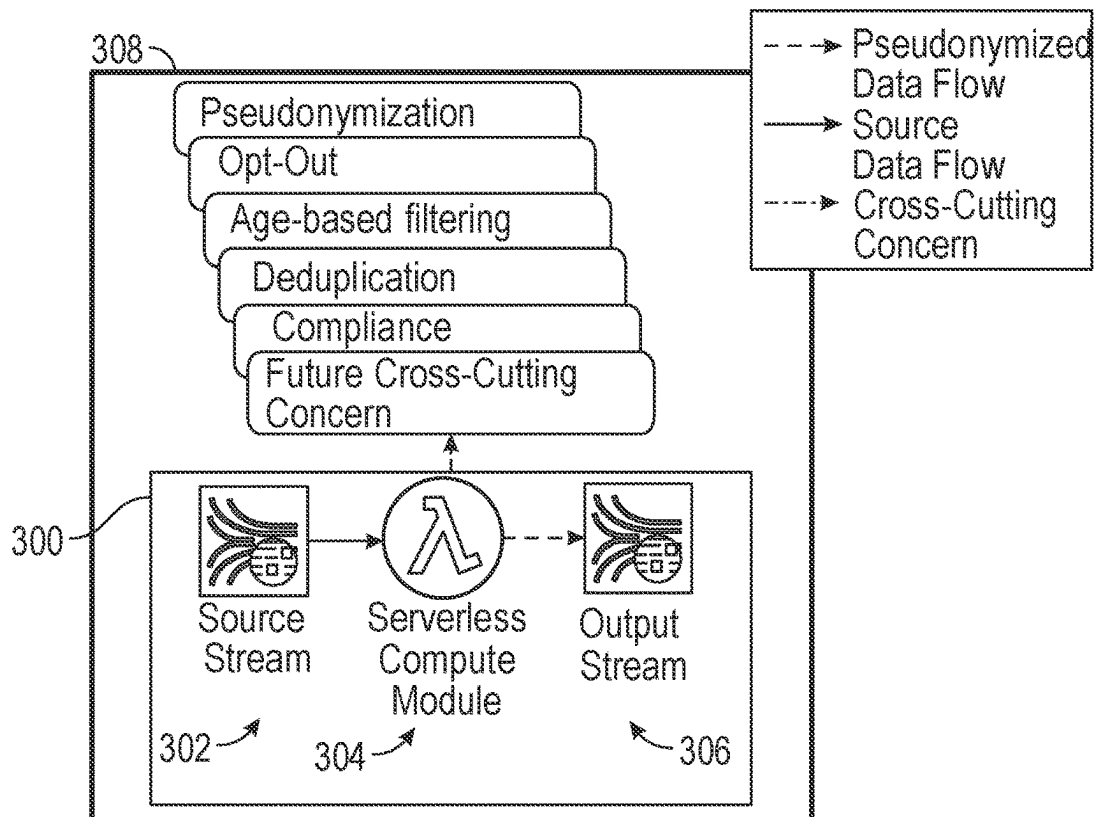 308
Pseudonymized
Data Flow
Source
Data Flow
Cross-Cutting
Concern
Pseudonymization
Opt-Out
Age-based filtering
Deduplication
Compliance
Future Cross-Cutting
Concern
300
Source
Stream
Serverless
Compute
Module
Output
Stream
302
304
306